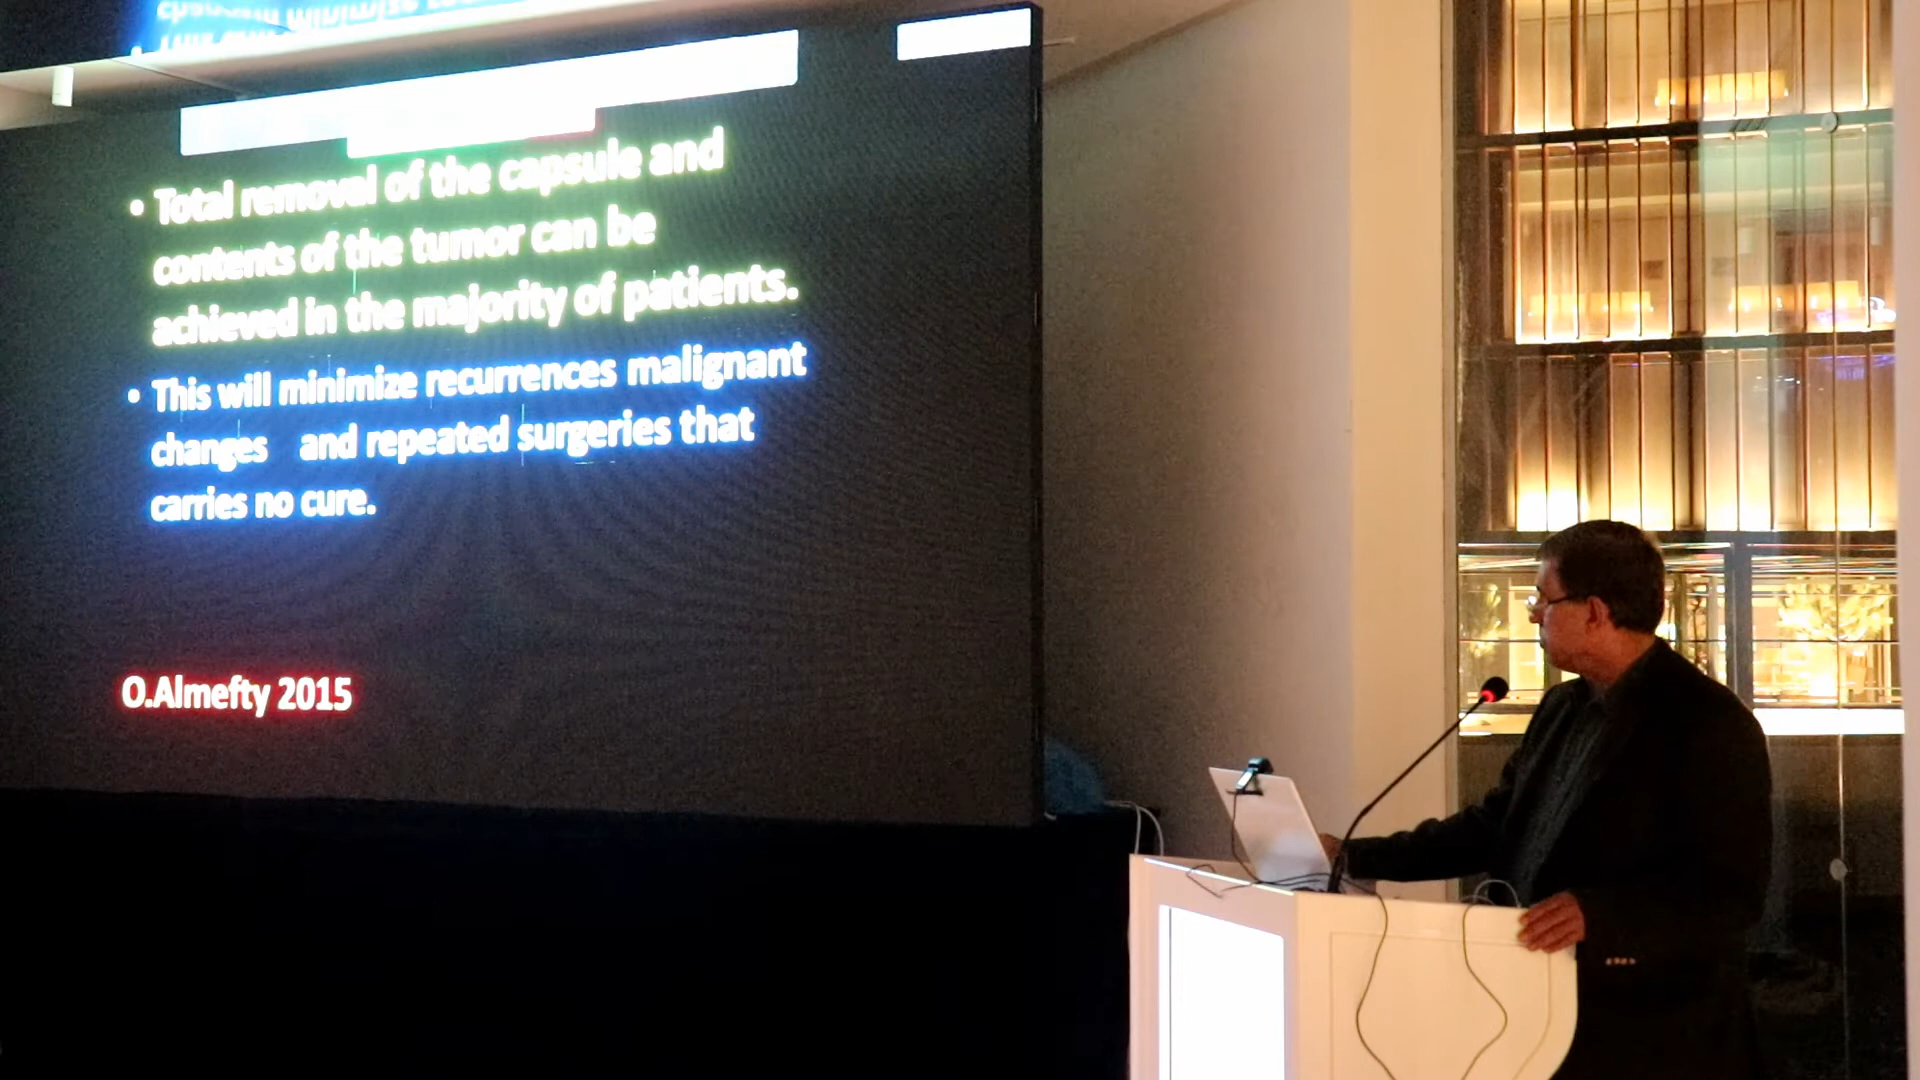 • Total removal of the capsule and
contents of the tumor can be
achieved in the majority of patients.
• This will minimize recurrences malignant
changes and repeated surgeries that
carries no cure.
O.Almefty 2015